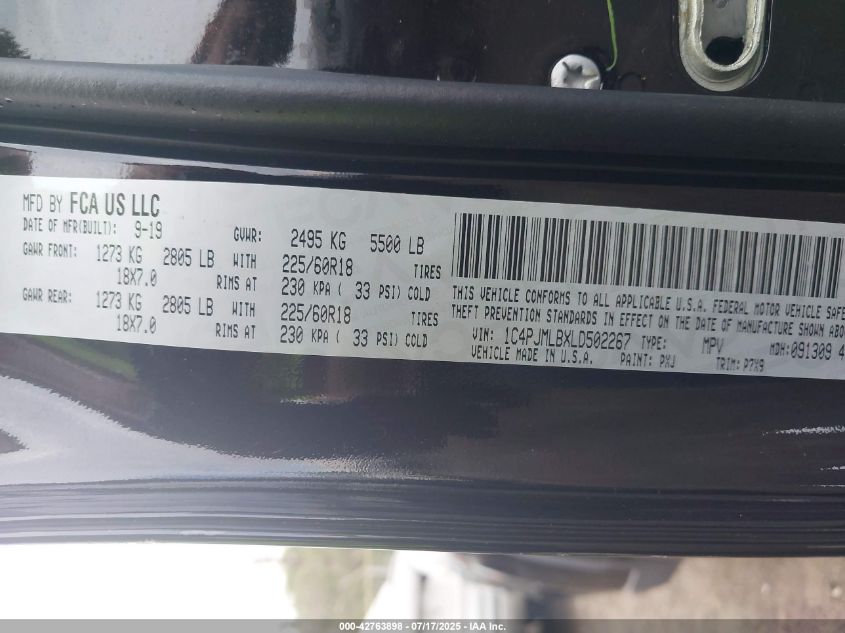 MFD BY FCA US LLC
DATE OF MFR(BUILT): 9-19 GVWR: 2495 KG 5500 LB
GAWR FRONT: 1273 KG 2805 LB WITH 225/60R18 TIRES
18X7.0 RIMS AT 230 KPA ( 33 PSI) COLD
GAWR REAR: 1273 KG 2805 LB WITH 225/60R18 TIRES
18X7.0 RIMS AT 230 KPA ( 33 PSI) COLD
THIS VEHICLE CONFORMS TO ALL APPLICABLE U.S.A. FEDERAL MOTOR VEHICLE SAFE
THEFT PREVENTION STANDARDS IN EFFECT ON THE DATE OF MANUFACTURE SHOWN ABO
VIN: 1C4PJMLBXLD502267 TYPE: MPV MDH:091309 4
VEHICLE MADE IN U.S.A. PAINT: PXJ TRIM: P7X9
000-42763898 - 07/17/2025 - IAA Inc.